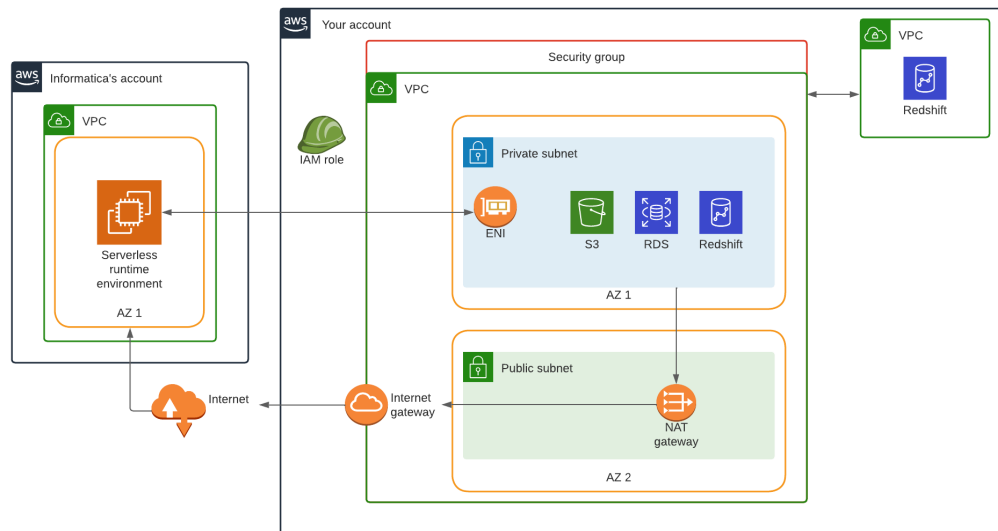 aws
Your account
Security group
VPC
VPC
Redshift
aws
Informatica's account
VPC
Serverless
runtime
environment
AZ 1
IAM role
Private subnet
ENI
S3
RDS
Redshift
AZ 1
Public subnet
NAT
gateway
AZ 2
Internet
gateway
Internet